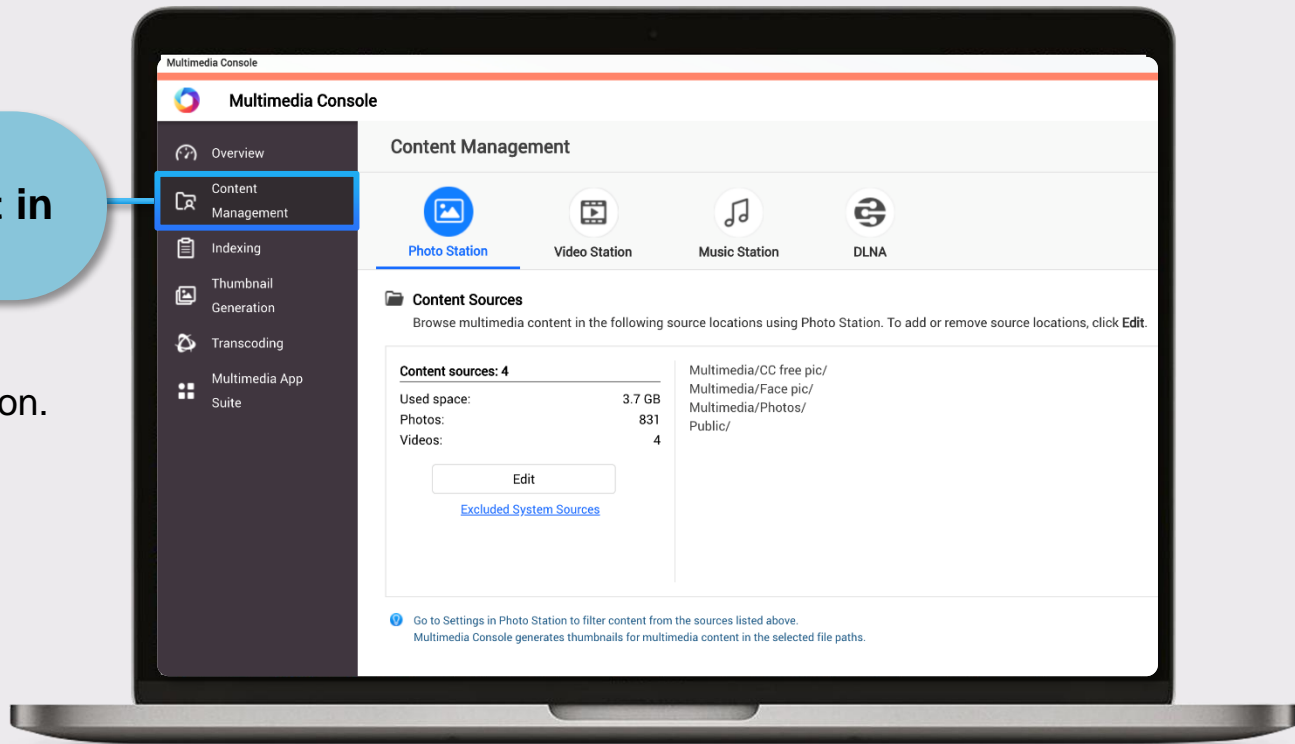 Multimedia Console
Multimedia Console
in
on.
Overview
Content
Management
Indexing
Thumbnail
Generation
Transcoding
Multimedia App
Suite
Content Management
Photo Station
Video Station
Music Station
DLNA
Content Sources
Browse multimedia content in the following source locations using Photo Station. To add or remove source locations, click Edit.
Content sources: 4
Used space: 3.7 GB
Photos: 831
Videos: 4
Edit
Excluded System Sources
Multimedia/CC free pic/
Multimedia/Face pic/
Multimedia/Photos/
Public/
Go to Settings in Photo Station to filter content from the sources listed above.
Multimedia Console generates thumbnails for multimedia content in the selected file paths.